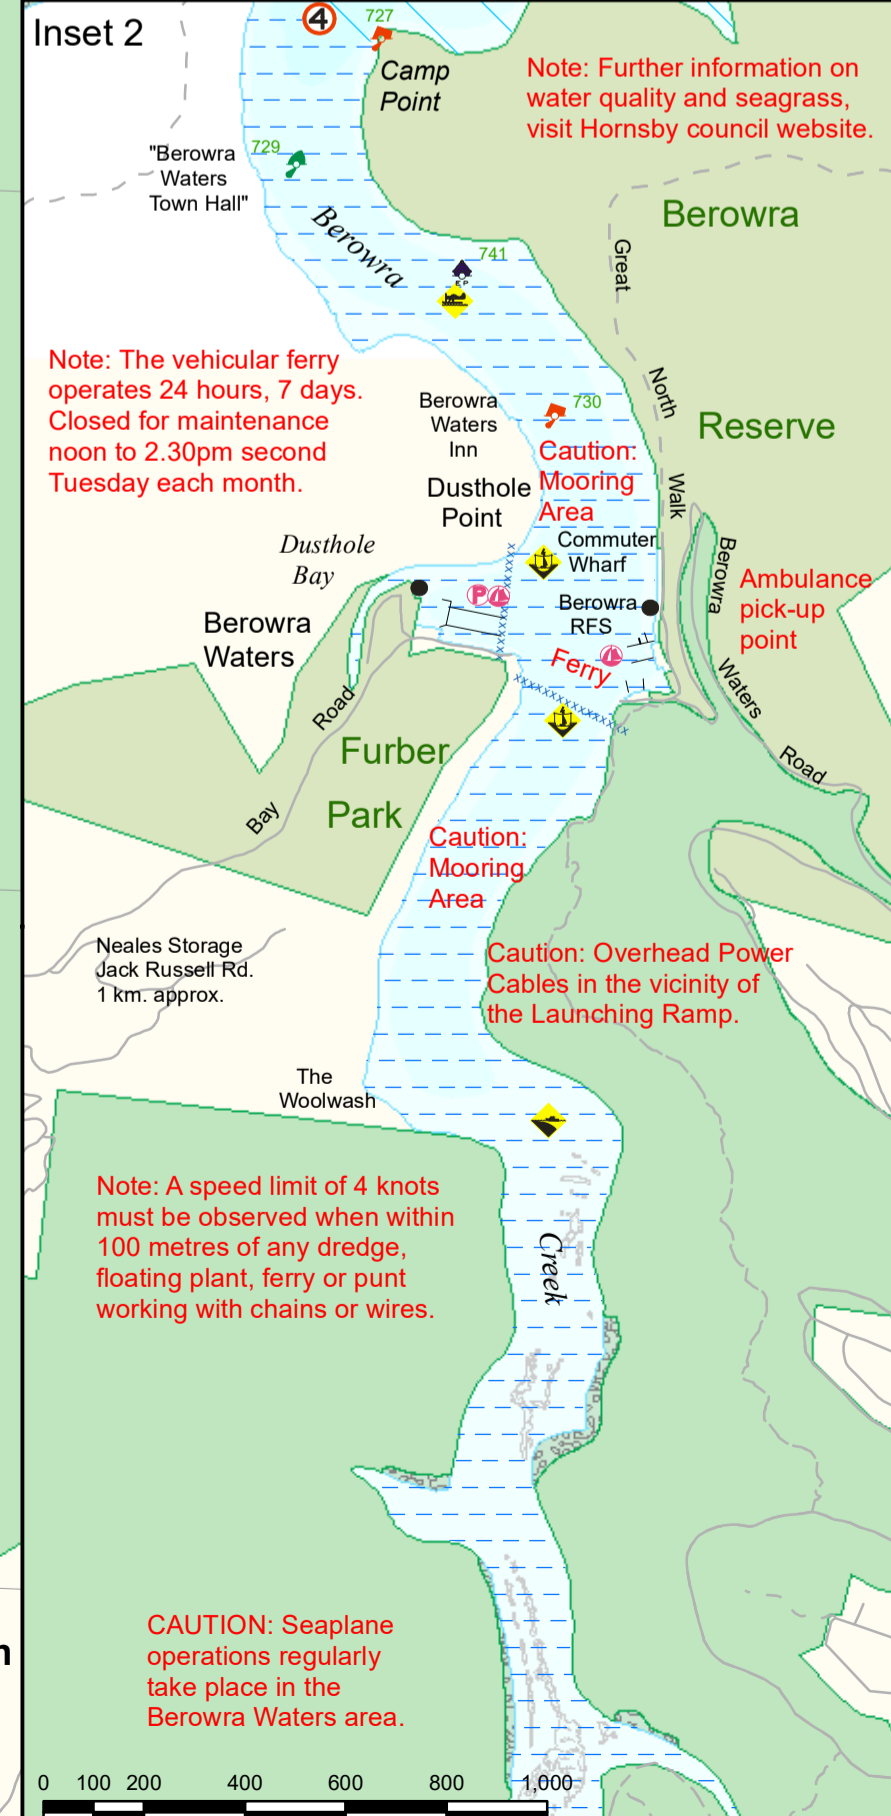 Inset 2
4
727
Camp
Point
Note: Further information on
water quality and seagrass,
visit Hornsby council website.
"Berowra
Waters
Town Hall"
729
Berowra
Berowra
Great
741
E P
Note: The vehicular ferry
operates 24 hours, 7 days.
Closed for maintenance
noon to 2.30pm second
Tuesday each month.
North
Berowra
Waters
Inn
730
Reserve
Caution:
Mooring
Area
Dusthole
Point
Walk
Commuter
Wharf
Dusthole
Bay
Berowra
Ambulance
pick-up
point
P
Berowra
RFS
Berowra
Waters
Ferry
Waters
Road
Road
Furber
Park
Bay
Caution:
Mooring
Area
Neales Storage
Jack Russell Rd.
1 km. approx.
Caution: Overhead Power
Cables in the vicinity of
the Launching Ramp.
The
Woolwash
Note: A speed limit of 4 knots
must be observed when within
100 metres of any dredge,
floating plant, ferry or punt
working with chains or wires.
Creek
CAUTION: Seaplane
operations regularly
take place in the
Berowra Waters area.
n
0 100 200 400 600 800 1,000